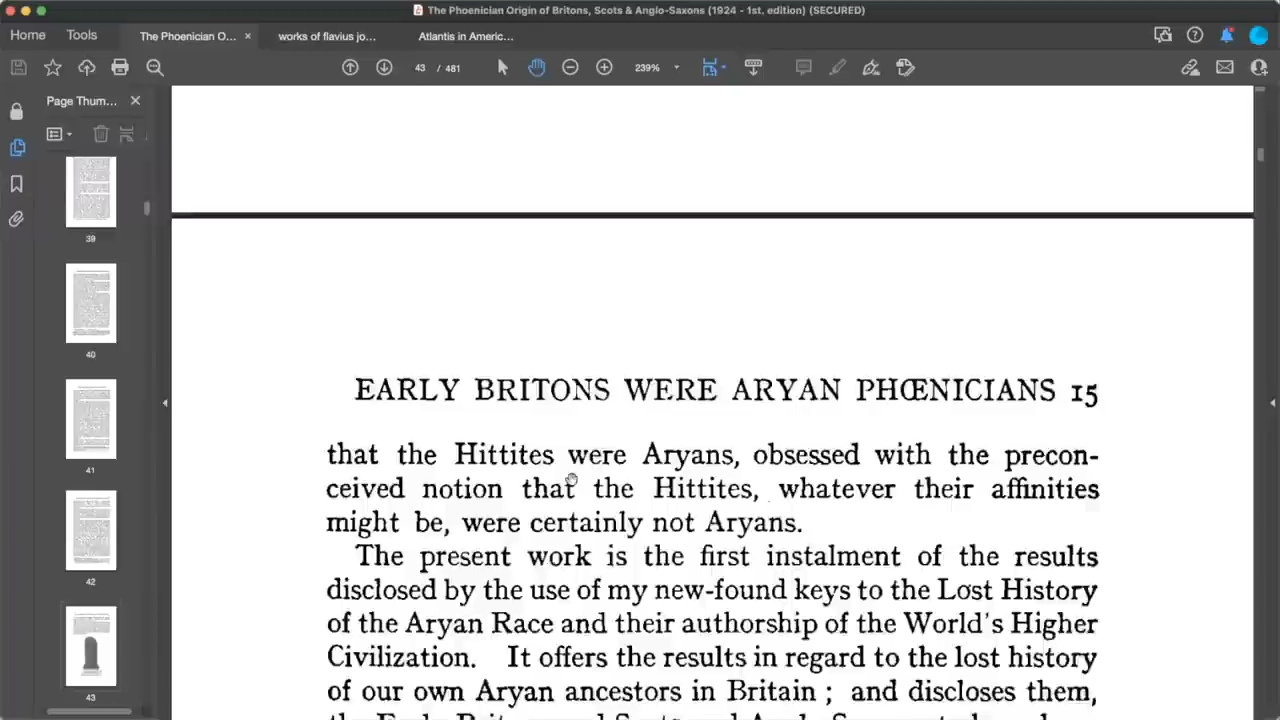 The Phoenician Origin of Britons, Scots & Anglo-Saxons (1924 - 1st. edition) (SECURED)
Home
Tools
The Phoenician O...
works of flavius jo...
Atlantis in Americ...
43 / 481
239%
Page Thum...
39
40
41
42
43
EARLY BRITONS WERE ARYAN PHŒNICIANS 15
that the Hittites were Aryans, obsessed with the precon-
ceived notion that the Hittites, whatever their affinities
might be, were certainly not Aryans.
The present work is the first instalment of the results
disclosed by the use of my new-found keys to the Lost History
of the Aryan Race and their authorship of the World's Higher
Civilization. It offers the results in regard to the lost history
of our own Aryan ancestors in Britain ; and discloses them,